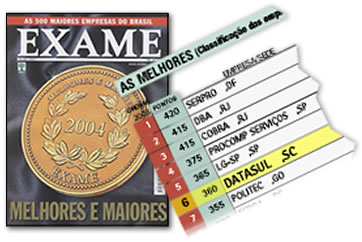 AS 500 MAIORES EMPRESAS DO BRASIL
EXAME
2004
EXAME
MELHORES E MAIORES
AS MELHORES (Classificação das emp.
PONTOS EMPRESA/SEDE
1 420 SERPRO ,DF
2 415 DBA ,RJ
3 415 COBRA ,RJ
4 375 PROCOMP SERVIÇOS ,SP
5 365 LG-SP ,SP
6 360 DATASUL ,SC
7 355 POLITEC ,GO